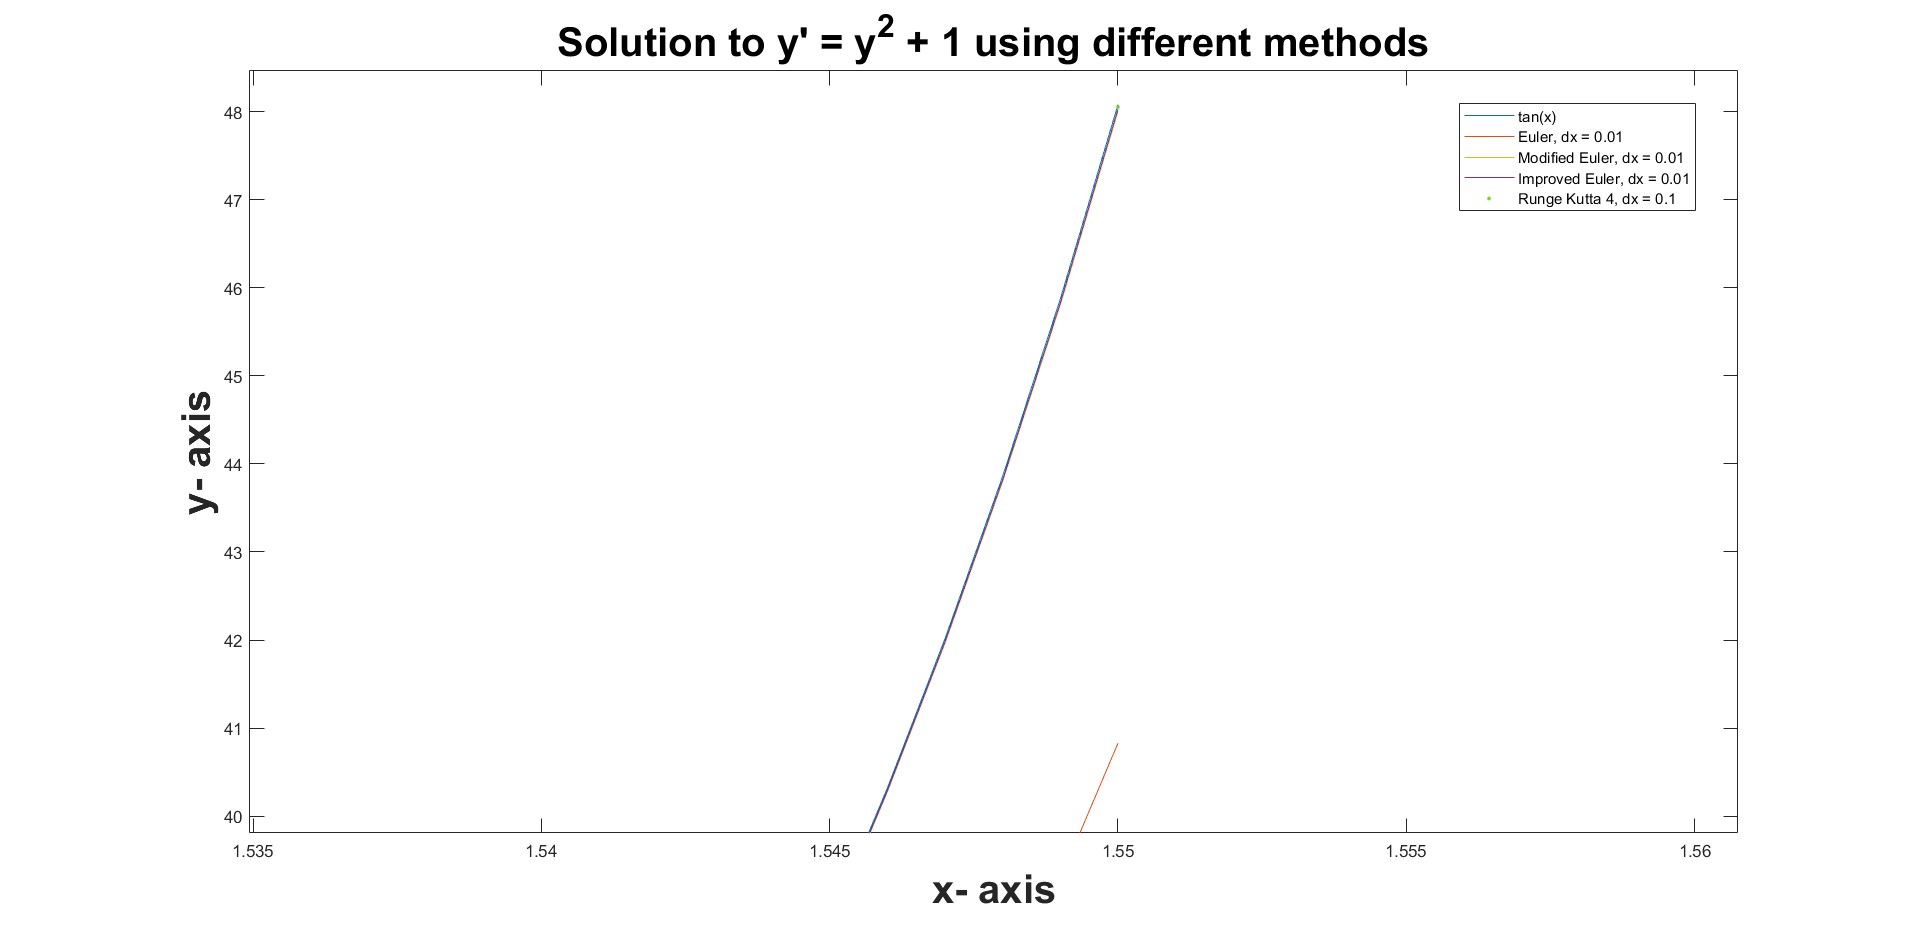 Solution to y' = y² + 1 using different methods
48
47
46
45
44
43
42
41
40
y- axis
tan(x)
Euler, dx = 0.01
Modified Euler, dx = 0.01
Improved Euler, dx = 0.01
Runge Kutta 4, dx = 0.1
1.535 1.54 1.545 1.55 1.555 1.56
x- axis